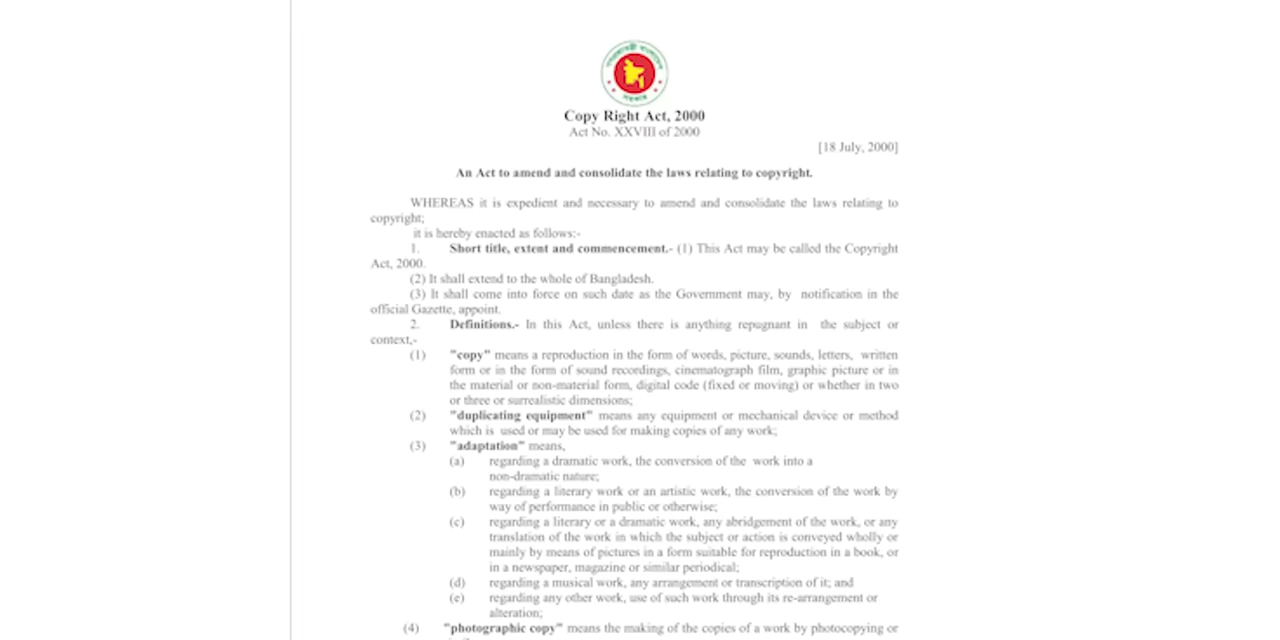 গণপ্রজাতন্ত্রী বাংলাদেশ
সরকার
Copy Right Act, 2000
Act No. XXVIII of 2000
[18 July, 2000]
An Act to amend and consolidate the laws relating to copyright.
WHEREAS it is expedient and necessary to amend and consolidate the laws relating to
copyright;
it is hereby enacted as follows:-
1. Short title, extent and commencement.- (1) This Act may be called the Copyright
Act, 2000.
(2) It shall extend to the whole of Bangladesh.
(3) It shall come into force on such date as the Government may, by notification in the
official Gazette, appoint.
2. Definitions.- In this Act, unless there is anything repugnant in the subject or
context,-
(1) "copy" means a reproduction in the form of words, picture, sounds, letters, written
form or in the form of sound recordings, cinematograph film, graphic picture or in
the material or non-material form, digital code (fixed or moving) or whether in two
or three or surrealistic dimensions;
(2) "duplicating equipment" means any equipment or mechanical device or method
which is used or may be used for making copies of any work;
(3) "adaptation" means,
(a) regarding a dramatic work, the conversion of the work into a
non-dramatic nature;
(b) regarding a literary work or an artistic work, the conversion of the work by
way of performance in public or otherwise;
(c) regarding a literary or a dramatic work, any abridgement of the work, or any
translation of the work in which the subject or action is conveyed wholly or
mainly by means of pictures in a form suitable for reproduction in a book, or
in a newspaper, magazine or similar periodical;
(d) regarding a musical work, any arrangement or transcription of it; and
(e) regarding any other work, use of such work through its re-arrangement or
alteration;
(4) "photographic copy" means the making of the copies of a work by photocopying or